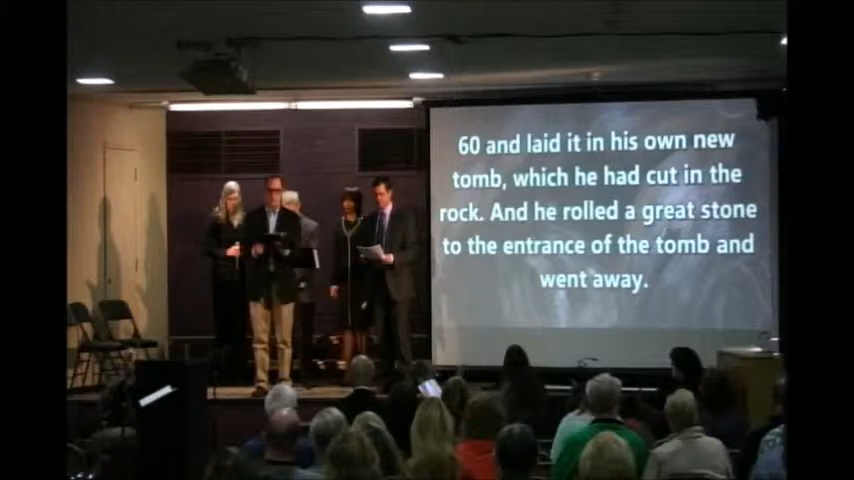 60 and laid it in his own new
tomb, which he had cut in the
rock. And he rolled a great stone
to the entrance of the tomb and
went away.